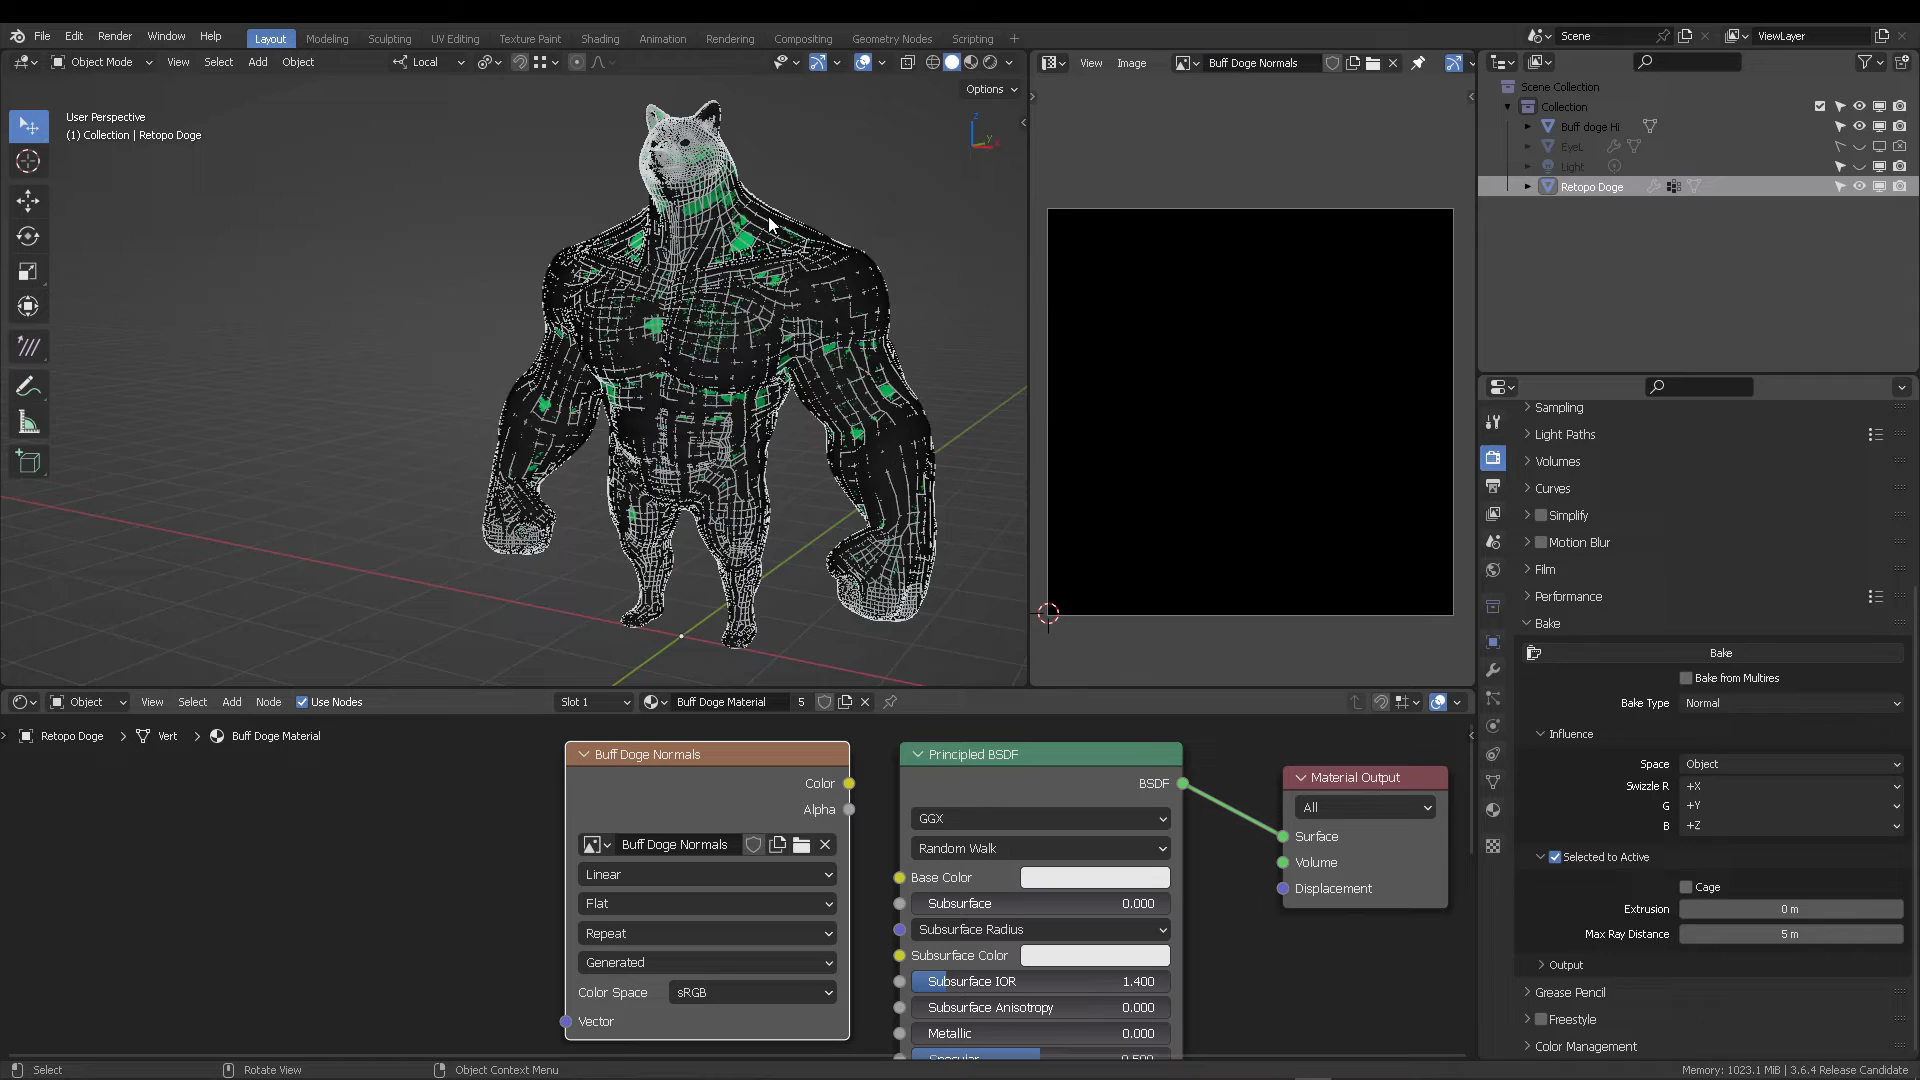 File Edit Render Window Help Layout Modeling Sculpting UV Editing Texture Paint Shading Animation Rendering Compositing Geometry Nodes Scripting Scene ViewLayer
Object Mode View Select Add Object Local
View Image Buff Doge Normals
Options
User Perspective
(1) Collection | Retopo Doge
Scene Collection
Collection
Buff doge Hi
EyeL
Light
Retopo Doge
Sampling
Light Paths
Volumes
Curves
Simplify
Motion Blur
Film
Performance
Bake
Bake
Bake from Multires
Bake Type Normal
Influence
Space Object
Swizzle R +X
G +Y
B +Z
Selected to Active
Cage
Extrusion 0 m
Max Ray Distance 5 m
Output
Grease Pencil
Freestyle
Color Management
Object View Select Add Node Use Nodes Slot 1 Buff Doge Material 5
Retopo Doge Vert Buff Doge Material
Buff Doge Normals
Color
Alpha
Buff Doge Normals
Linear
Flat
Repeat
Generated
Color Space sRGB
Vector
Principled BSDF
BSDF
GGX
Random Walk
Base Color
Subsurface 0.000
Subsurface Radius
Subsurface Color
Subsurface IOR 1.400
Subsurface Anisotropy 0.000
Metallic 0.000
Specular 0.500
Material Output
All
Surface
Volume
Displacement
Select Rotate View Object Context Menu Memory: 1023.1 MiB | 3.6.4 Release Candidate